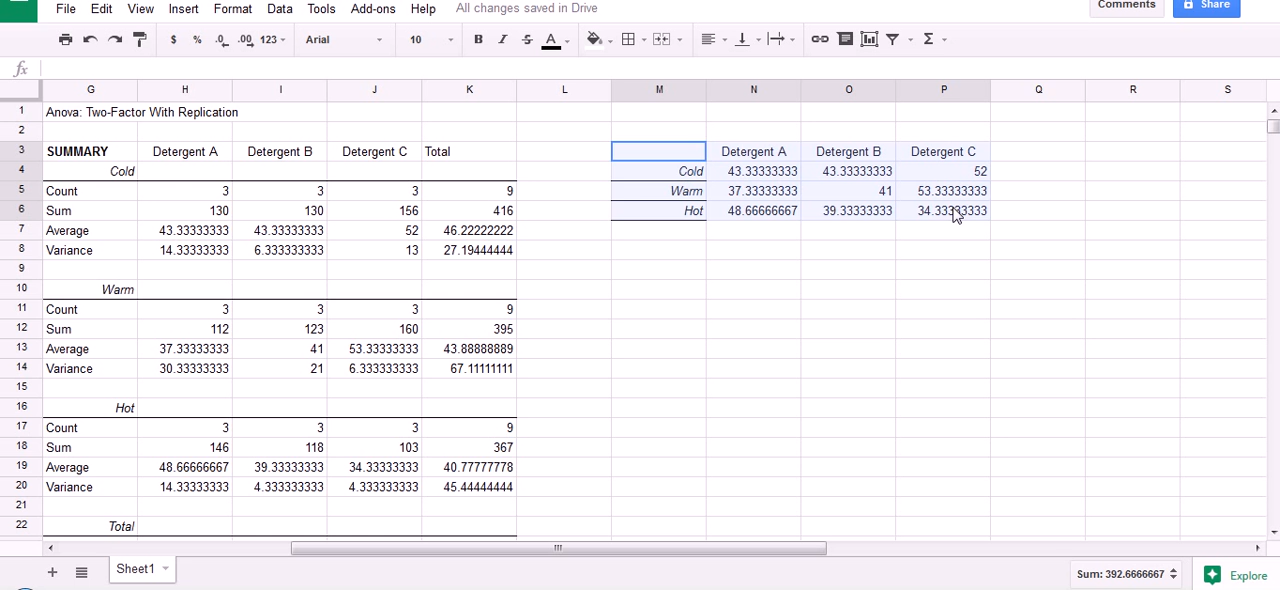 File Edit View Insert Format Data Tools Add-ons Help All changes saved in Drive Comments Share
$ % .0 .00 123 Arial 10 B I S A Σ
fx
G H I J K L M N O P Q R S
1 Anova: Two-Factor With Replication
2
3 SUMMARY Detergent A Detergent B Detergent C Total Detergent A Detergent B Detergent C
4 Cold Cold 43.33333333 43.33333333 52
5 Count 3 3 3 9 Warm 37.33333333 41 53.33333333
6 Sum 130 130 156 416 Hot 48.66666667 39.33333333 34.33333333
7 Average 43.33333333 43.33333333 52 46.22222222
8 Variance 14.33333333 6.333333333 13 27.19444444
9
10 Warm
11 Count 3 3 3 9
12 Sum 112 123 160 395
13 Average 37.33333333 41 53.33333333 43.88888889
14 Variance 30.33333333 21 6.333333333 67.11111111
15
16 Hot
17 Count 3 3 3 9
18 Sum 146 118 103 367
19 Average 48.66666667 39.33333333 34.33333333 40.77777778
20 Variance 14.33333333 4.333333333 4.333333333 45.44444444
21
22 Total
+ Sheet1 Sum: 392.6666667 Explore